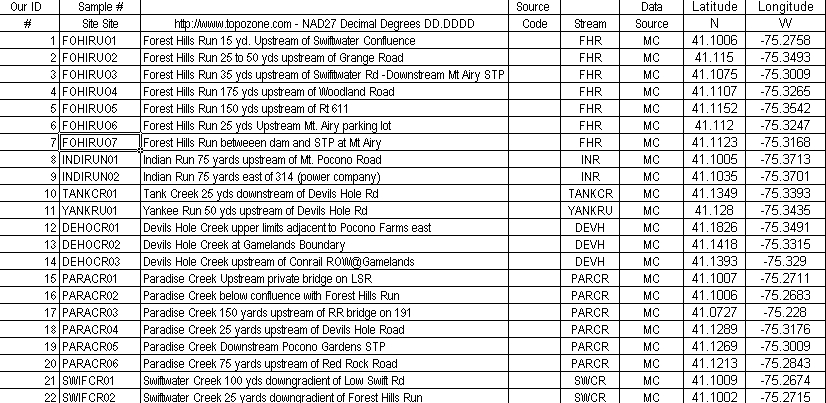 Our ID Sample # Source Data Latitude Longitude
# Site Site http://www.topozone.com - NAD27 Decimal Degrees DD.DDDD Code Stream Source N W
1 FOHIRU01 Forest Hills Run 15 yd. Upstream of Swiftwater Confluence FHR MC 41.1006 -75.2758
2 FOHIRU02 Forest Hills Run 25 to 50 yds upstream of Grange Road FHR MC 41.115 -75.3493
3 FOHIRU03 Forest Hills Run 35 yds upstream of Swiftwater Rd -Downstream Mt Airy STP FHR MC 41.1075 -75.3009
4 FOHIRU04 Forest Hills Run 175 yds upstream of Woodland Road FHR MC 41.1107 -75.3265
5 FOHIRU05 Forest Hills Run 150 yds upstream of Rt 611 FHR MC 41.1152 -75.3542
6 FOHIRU06 Forest Hills Run 25 yds Upstream Mt. Airy parking lot FHR MC 41.112 -75.3247
7 FOHIRU07 Forest Hills Run betweeen dam and STP at Mt Airy FHR MC 41.1123 -75.3168
8 INDIRUN01 Indian Run 75 yards upstream of Mt. Pocono Road INR MC 41.1005 -75.3713
9 INDIRUN02 Indian Run 75 yards east of 314 (power company) INR MC 41.1035 -75.3701
10 TANKCR01 Tank Creek 25 yds downstream of Devils Hole Rd TANKCR MC 41.1349 -75.3393
11 YANKRU01 Yankee Run 50 yds upstream of Devils Hole Rd YANKRU MC 41.128 -75.3435
12 DEHOCR01 Devils Hole Creek upper limits adjacent to Pocono Farms east DEVH MC 41.1826 -75.3491
13 DEHOCR02 Devils Hole Creek at Gamelands Boundary DEVH MC 41.1418 -75.3315
14 DEHOCR03 Devils Hole Creek upstream of Conrail ROW@Gamelands DEVH MC 41.1393 -75.329
15 PARACR01 Paradise Creek Upstream private bridge on LSR PARCR MC 41.1007 -75.2711
16 PARACR02 Paradise Creek below confluence with Forest Hills Run PARCR MC 41.1006 -75.2683
17 PARACR03 Paradise Creek 150 yards upstream of RR bridge on 191 PARCR MC 41.0727 -75.228
18 PARACR04 Paradise Creek 25 yards upstream of Devils Hole Road PARCR MC 41.1289 -75.3176
19 PARACR05 Paradise Creek Downstream Pocono Gardens STP PARCR MC 41.1269 -75.3009
20 PARACR06 Paradise Creek 75 yards upstream of Red Rock Road PARCR MC 41.1213 -75.2843
21 SWIFCR01 Swiftwater Creek 100 yds downgradient of Low Swift Rd SWCR MC 41.1009 -75.2674
22 SWIFCR02 Swiftwater Creek 25 yards downgradient of Forest Hills Run SWCR MC 41.1002 -75.2715